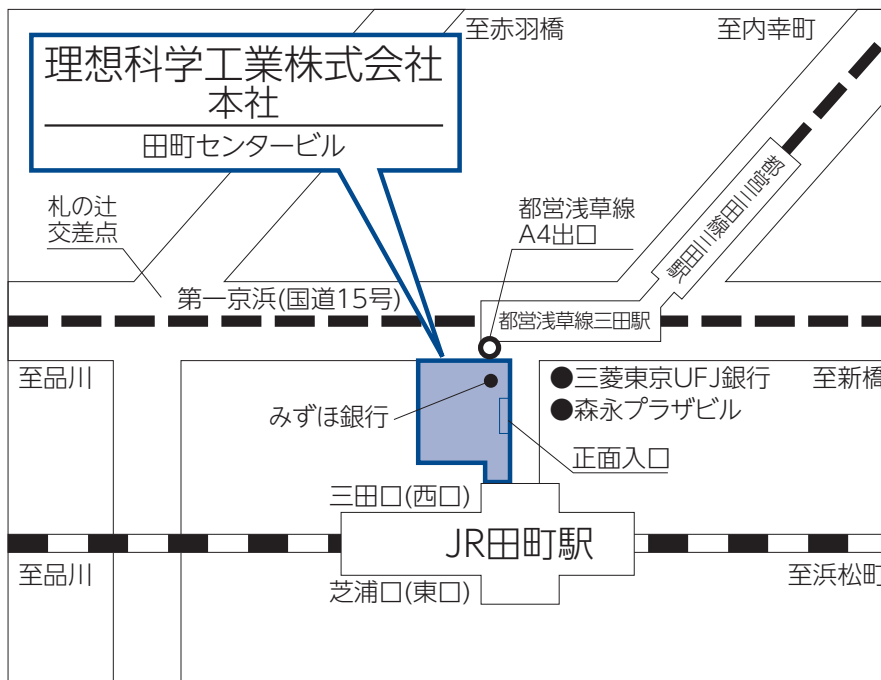 至赤羽橋
至内幸町
理想科学工業株式会社
本社
田町センタービル
都営三田線三田駅
札の辻
交差点
都営浅草線
A4出口
第一京浜(国道15号)
都営浅草線三田駅
至品川
●三菱東京UFJ銀行
至新橋
みずほ銀行
●森永プラザビル
正面入口
三田口(西口)
JR田町駅
至品川
芝浦口(東口)
至浜松町